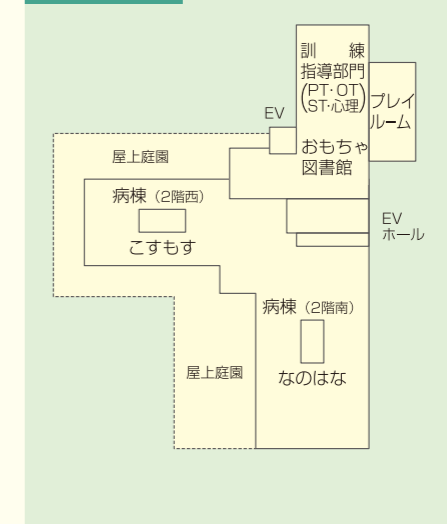 訓 練
指導部門
(PT・OT)
(ST・心理)
プレイ
ルーム
EV
おもちゃ
図書館
屋上庭園
病棟（2階西）
こすもす
EV
ホール
病棟（2階南）
なのはな
屋上庭園